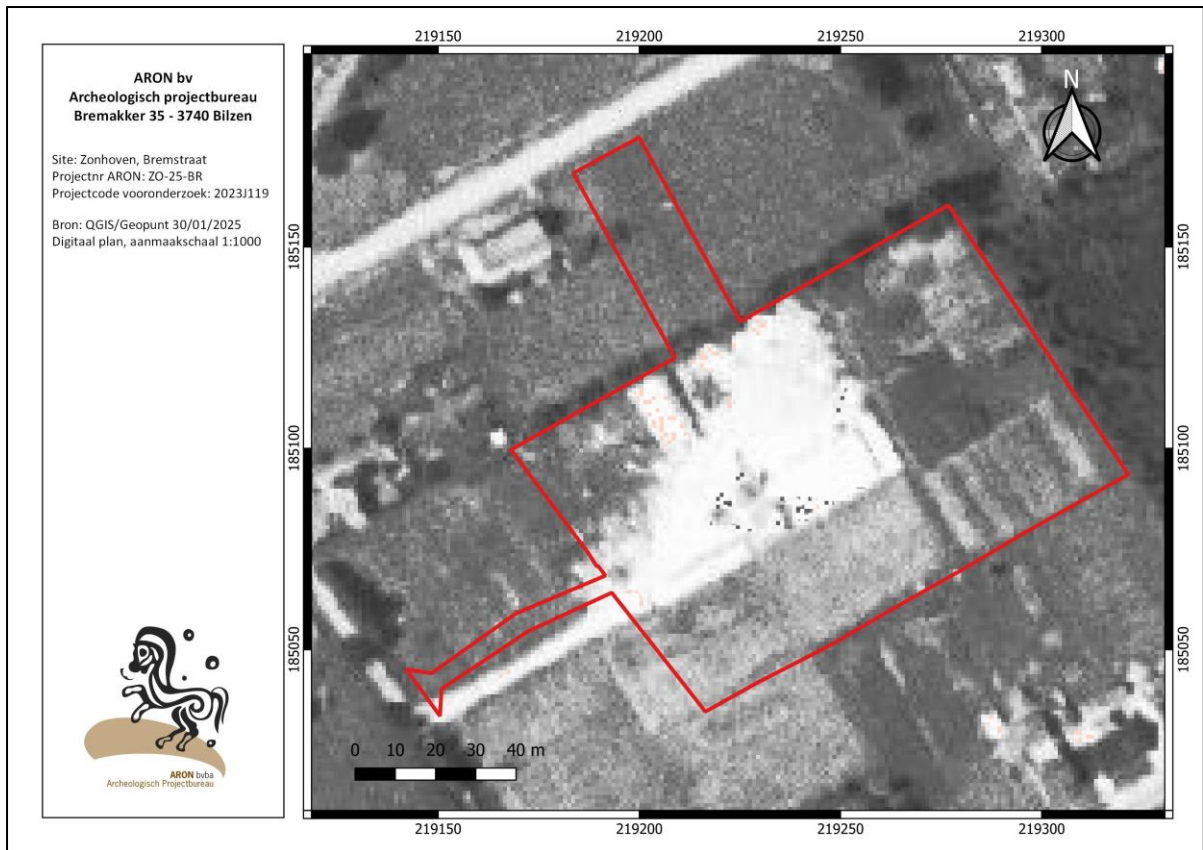 ARON bv
Archeologisch projectbureau
Bremakker 35 - 3740 Bilzen
Site: Zonhoven, Bremstraat
Projectnr ARON: ZO-25-BR
Projectcode vooronderzoek: 2023J119
Bron: QGIS/Geopunt 30/01/2025
Digitaal plan, aanmaakschaal 1:1000
ARON bvba
Archeologisch Projectbureau
219150 219200 219250 219300
N
185150 185150
185100 185100
185050 185050
0 10 20 30 40 m
219150 219200 219250 219300